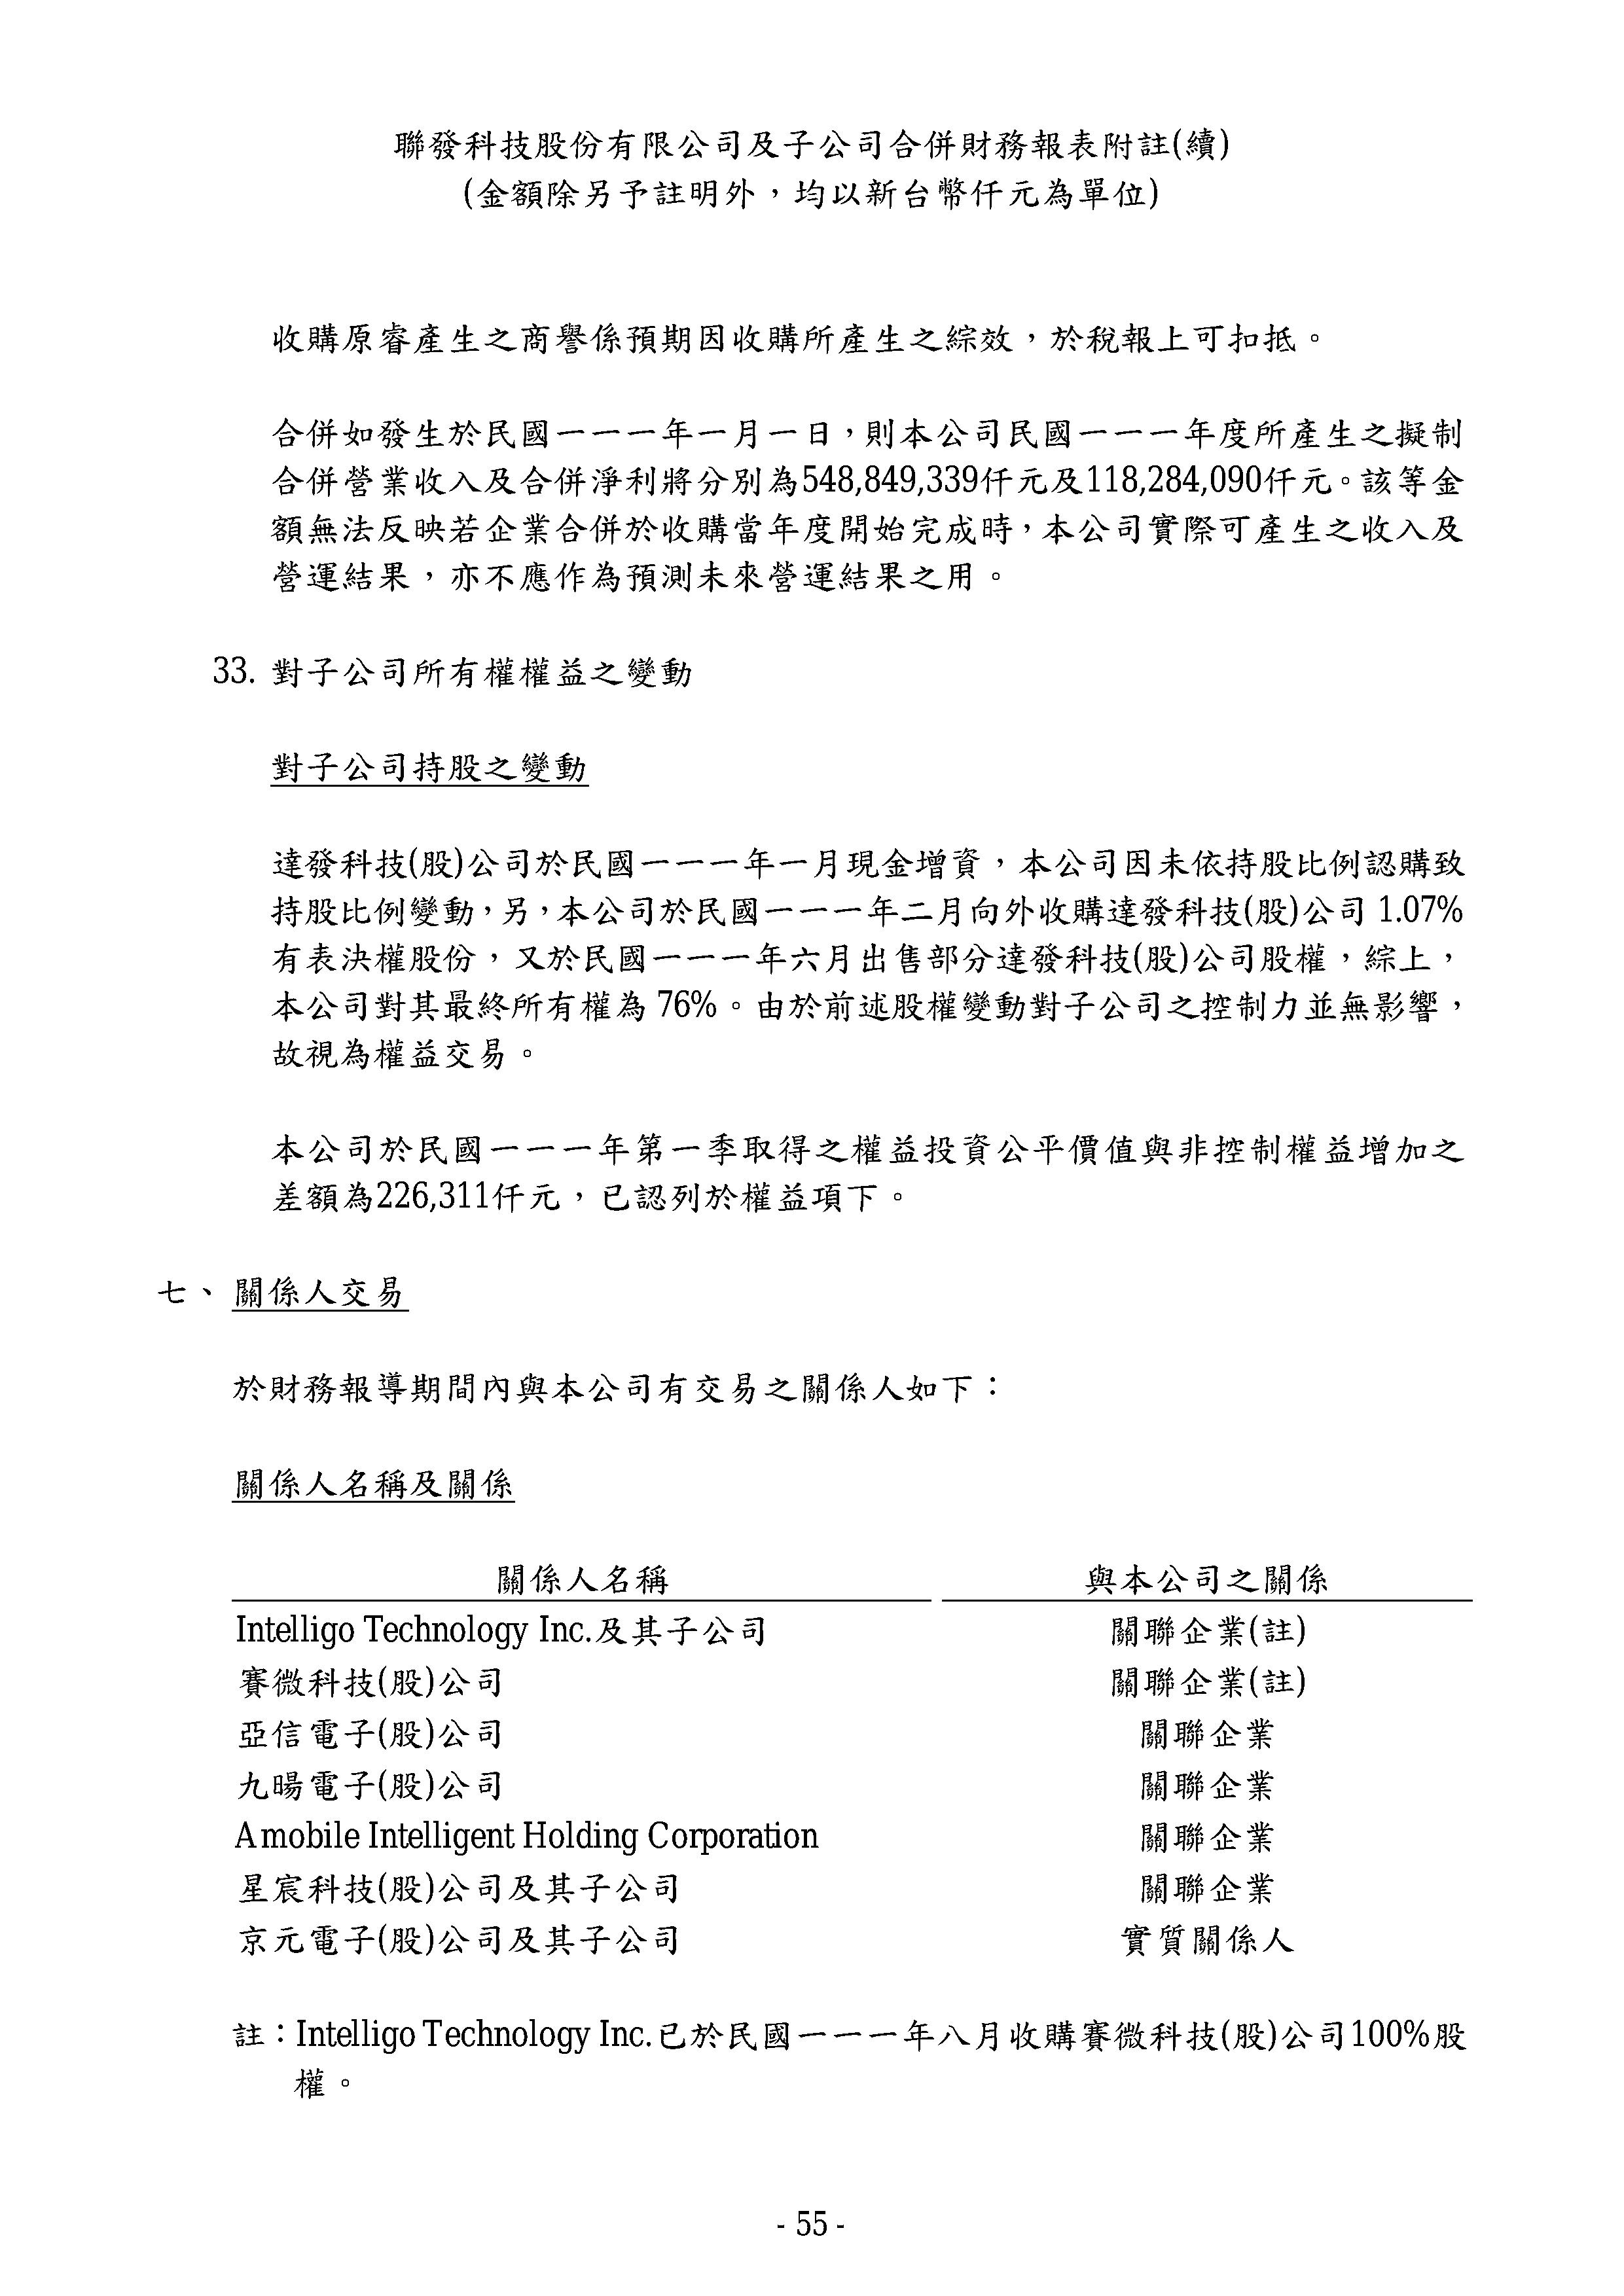 聯發科技股份有限公司及子公司合併財務報表附註(續)
(金額除另予註明外，均以新台幣仟元為單位)
收購原睿產生之商譽係預期因收購所產生之綜效，於稅報上可扣抵。
合併如發生於民國一一一年一月一日，則本公司民國一一一年度所產生之擬制
合併營業收入及合併淨利將分別為548,849,339仟元及118,284,090仟元。該等金
額無法反映若企業合併於收購當年度開始完成時，本公司實際可產生之收入及
營運結果，亦不應作為預測未來營運結果之用。
33. 對子公司所有權權益之變動
對子公司持股之變動
達發科技(股)公司於民國一一一年一月現金增資，本公司因未依持股比例認購致
持股比例變動，另，本公司於民國一一一年二月向外收購達發科技(股)公司 1.07%
有表決權股份，又於民國一一一年六月出售部分達發科技(股)公司股權，綜上，
本公司對其最終所有權為 76%。由於前述股權變動對子公司之控制力並無影響，
故視為權益交易。
本公司於民國一一一年第一季取得之權益投資公平價值與非控制權益增加之
差額為226,311仟元，已認列於權益項下。
七、關係人交易
於財務報導期間內與本公司有交易之關係人如下：
關係人名稱及關係
關係人名稱 與本公司之關係
Intelligo Technology Inc.及其子公司 關聯企業(註)
賽微科技(股)公司 關聯企業(註)
亞信電子(股)公司 關聯企業
九暘電子(股)公司 關聯企業
Amobile Intelligent Holding Corporation 關聯企業
星宸科技(股)公司及其子公司 關聯企業
京元電子(股)公司及其子公司 實質關係人
註：Intelligo Technology Inc.已於民國一一一年八月收購賽微科技(股)公司100%股
權。
- 55 -